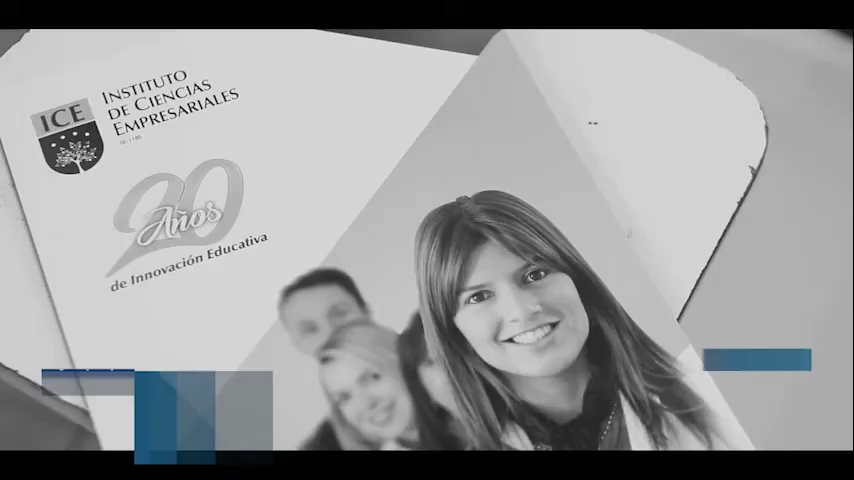 ICE
INSTITUTO
DE CIENCIAS
EMPRESARIALES
20
Años
de Innovación Educativa